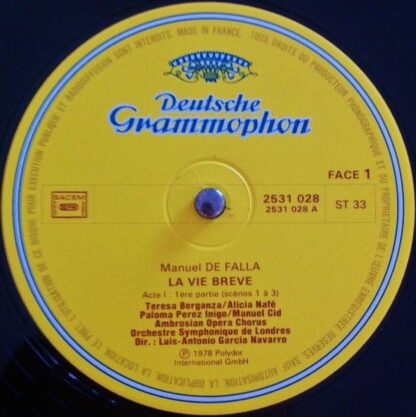 Deutsche
Grammophon
FACE 1
SACEM
2531 028
2531 028 A
ST 33
Manuel DE FALLA
LA VIE BREVE
Acte I : 1ère partie (scènes 1 à 3)
Teresa Berganza/Alicia Nafé
Paloma Perez Inigo/Manuel Cid
Ambrosian Opera Chorus
Orchestre Symphonique de Londres
Dir. : Luis-Antonio Garcia Navarro
Ⓟ 1978 Polydor
International GmbH
TOUS DROITS DU PRODUCTEUR PHONOGRAPHIQUE ET DU PROPRIETAIRE DE L'ŒUVRE ENREGISTREE RESERVES. SAUF AUTORISATION LA DUPLICATION, LA LOCATION, LE PRET, L'UTILISATION DE CE DISQUE POUR EXECUTION PUBLIQUE ET RADIODIFFUSION SONT INTERDITS. MADE IN FRANCE.